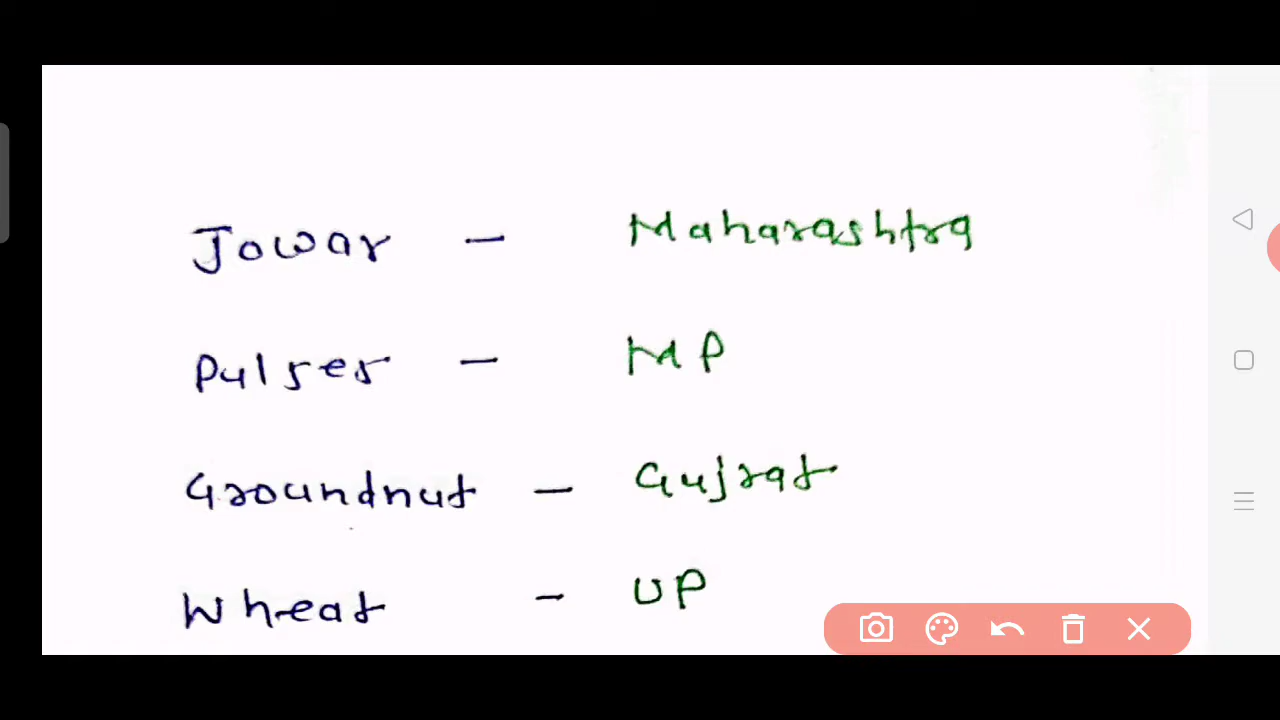 Jowar - Maharashtra
Pulses - MP
Groundnut - Gujrat
Wheat - UP